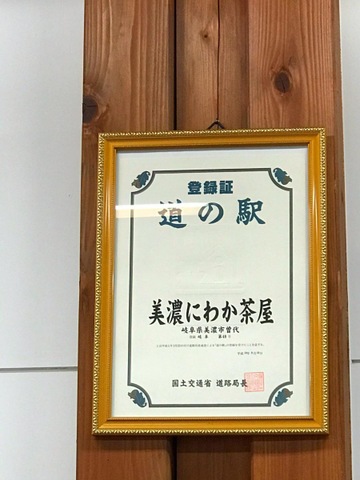 登録証
道の駅
美濃にわか茶屋
岐阜県美濃市曽代
国土交通省 道路局長